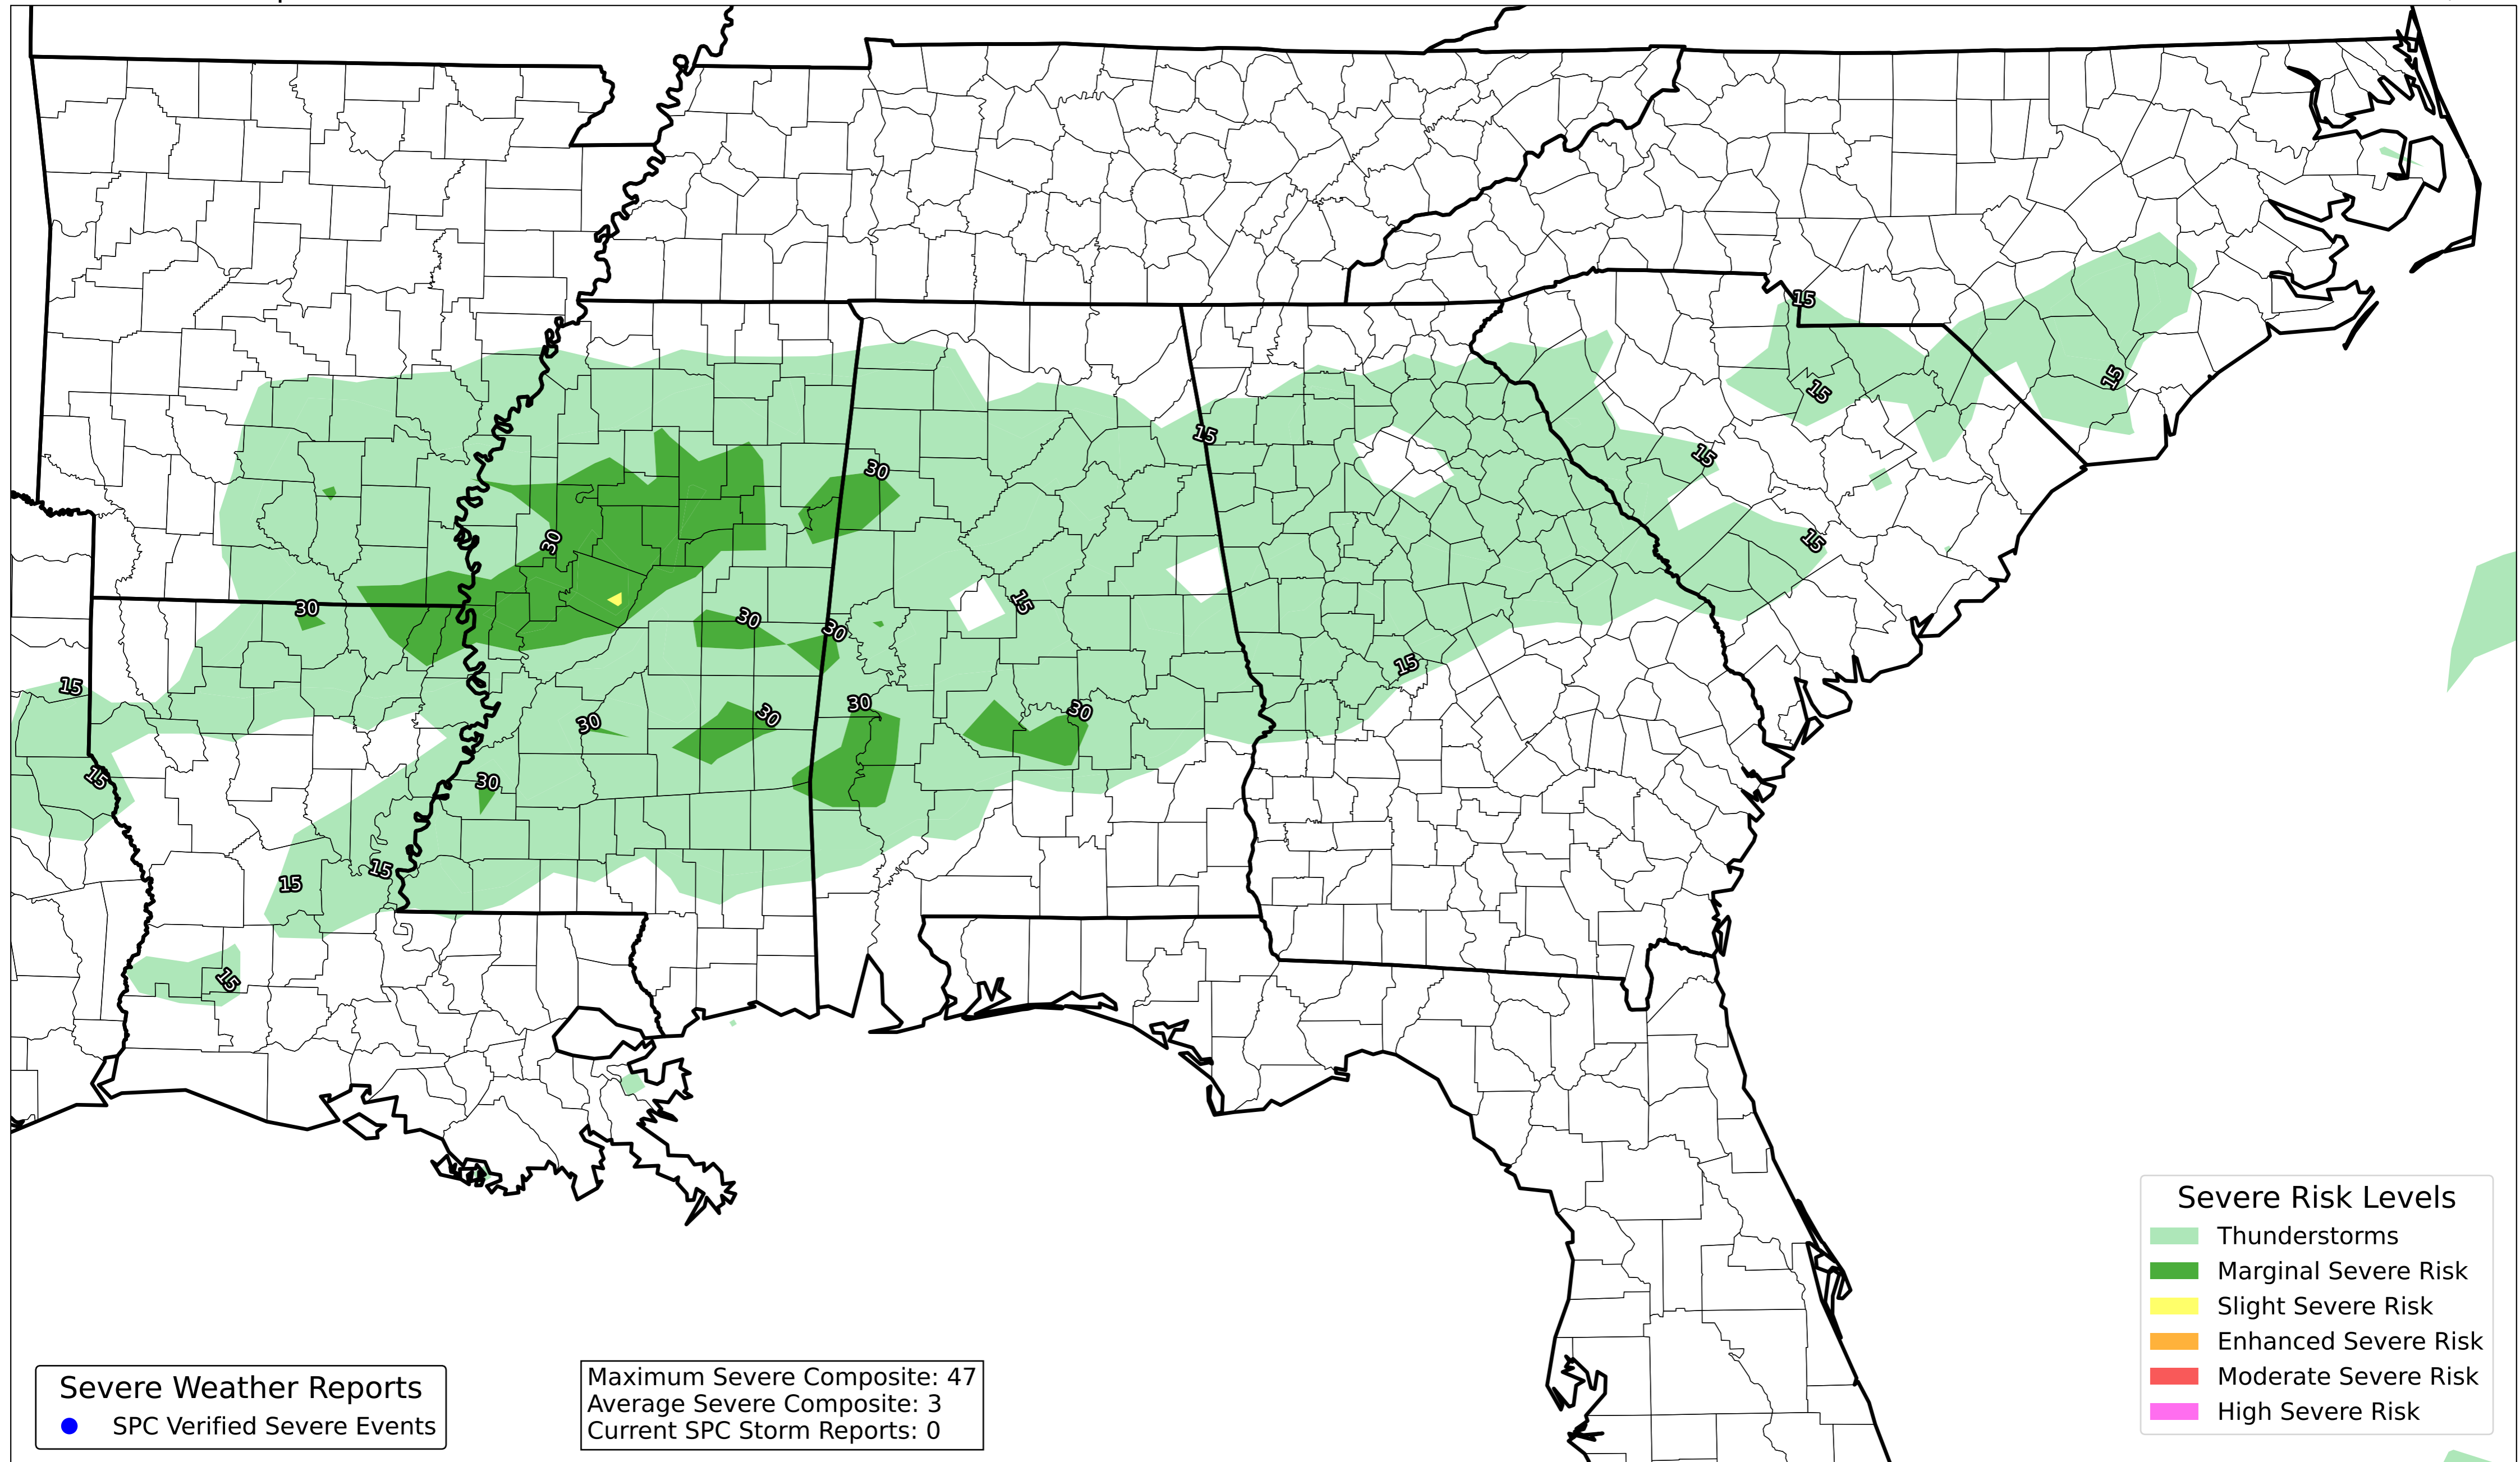 15
15
15
30
15
15
30
15
30
15
30
30
30
15
15
30
30
30
30
15
30
15
15
15
Severe Risk Levels
Thunderstorms
Marginal Severe Risk
Slight Severe Risk
Enhanced Severe Risk
Moderate Severe Risk
High Severe Risk
Severe Weather Reports
SPC Verified Severe Events
Maximum Severe Composite: 47
Average Severe Composite: 3
Current SPC Storm Reports: 0